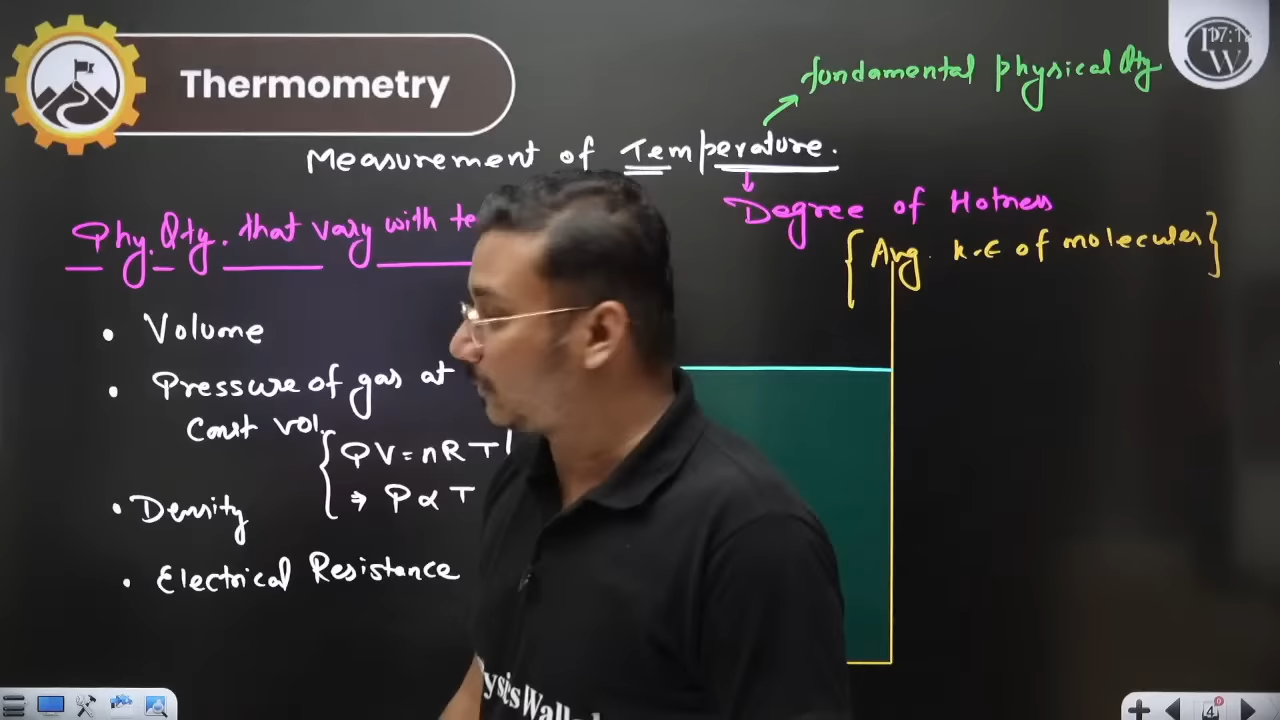 Thermometry
fundamental physical Qty
Measurement of Temperature.
Degree of Hotness
{ Avg. K.E of molecules }
Phy. Qty. that vary with te
• Volume
• Pressure of gas at
Const vol.
{ PV = nRT
⇒ P ∝ T
• Density
• Electrical Resistance
4